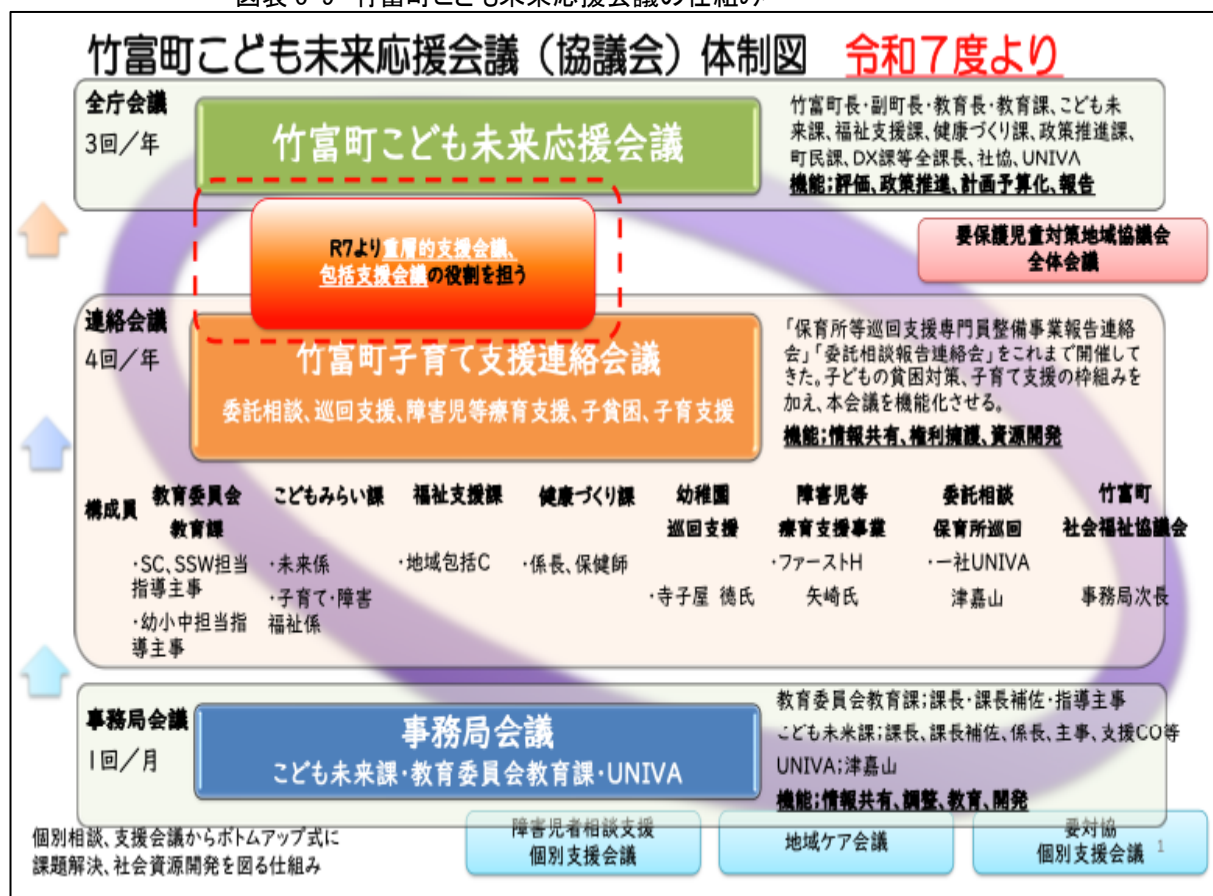 竹富町こども未来応援会議（協議会）体制図　令和７度より
全庁会議
3回／年
竹富町こども未来応援会議
竹富町長・副町長・教育長・教育課、こども未
来課、福祉支援課、健康づくり課、政策推進課、
町民課、DX課等全課長、社協、UNIVA
機能；評価、政策推進、計画予算化、報告
R7より重層的支援会議、
包括支援会議の役割を担う
要保護児童対策地域協議会
全体会議
連絡会議
4回／年
竹富町子育て支援連絡会議
委託相談、巡回支援、障害児等療育支援、子貧困、子育支援
「保育所等巡回支援専門員整備事業報告連絡
会」「委託相談報告連絡会」をこれまで開催して
きた。子どもの貧困対策、子育て支援の枠組みを
加え、本会議を機能化させる。
機能；情報共有、権利擁護、資源開発
構成員
教育委員会
教育課
・SC、SSW担当
指導主事
・幼小中担当指
導主事
こどもみらい課
・未来係
・子育て・障害
福祉係
福祉支援課
・地域包括C
健康づくり課
・係長、保健師
幼稚園
巡回支援
・寺子屋 徳氏
障害児等
療育支援事業
・ファーストH
矢崎氏
委託相談
保育所巡回
・一社UNIVA
津嘉山
竹富町
社会福祉協議会
事務局次長
事務局会議
1回／月
事務局会議
こども未来課・教育委員会教育課・UNIVA
教育委員会教育課；課長・課長補佐・指導主事
こども未来課；課長、課長補佐、係長、主事、支援CO等
UNIVA；津嘉山
機能；情報共有、調整、教育、開発
個別相談、支援会議からボトムアップ式に
課題解決、社会資源開発を図る仕組み
障害児者相談支援
個別支援会議
地域ケア会議
要対協
個別支援会議
1